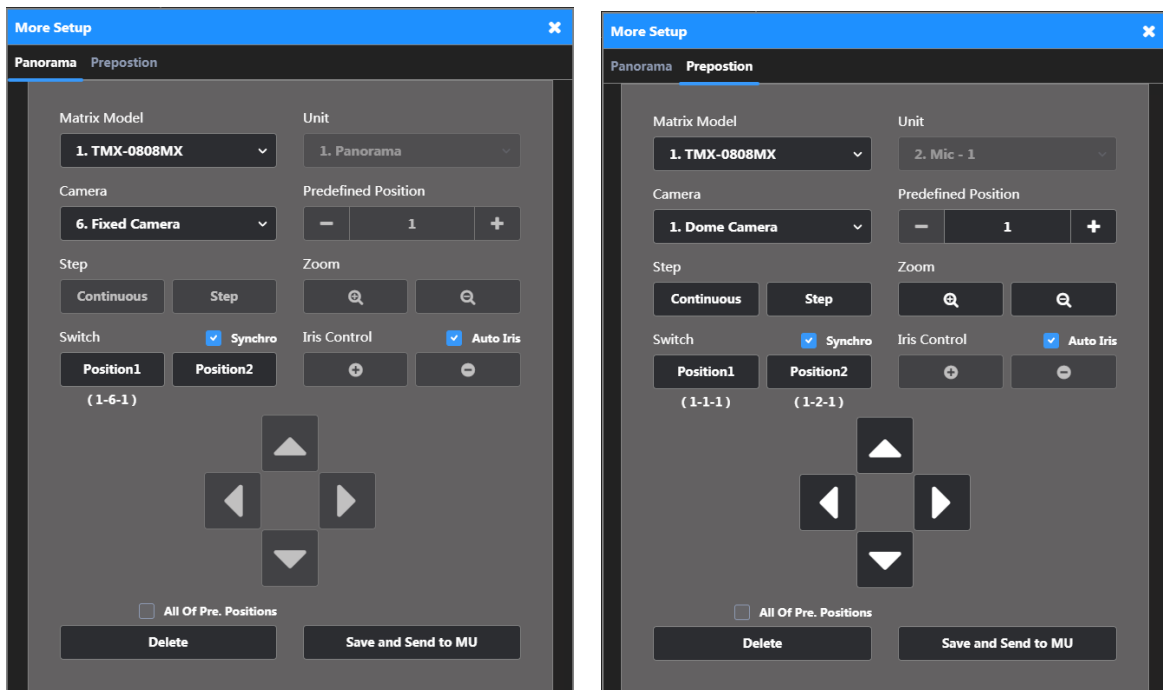 More Setup
Panorama Prepostion
Matrix Model Unit
1. TMX-0808MX 1. Panorama
Camera Predefined Position
6. Fixed Camera 1
Step Zoom
Continuous Step
Switch Synchro Iris Control Auto Iris
Position1 Position2
( 1-6-1 )
All Of Pre. Positions
Delete Save and Send to MU
More Setup
Panorama Prepostion
Matrix Model Unit
1. TMX-0808MX 2. Mic - 1
Camera Predefined Position
1. Dome Camera 1
Step Zoom
Continuous Step
Switch Synchro Iris Control Auto Iris
Position1 Position2
( 1-1-1 ) ( 1-2-1 )
All Of Pre. Positions
Delete Save and Send to MU